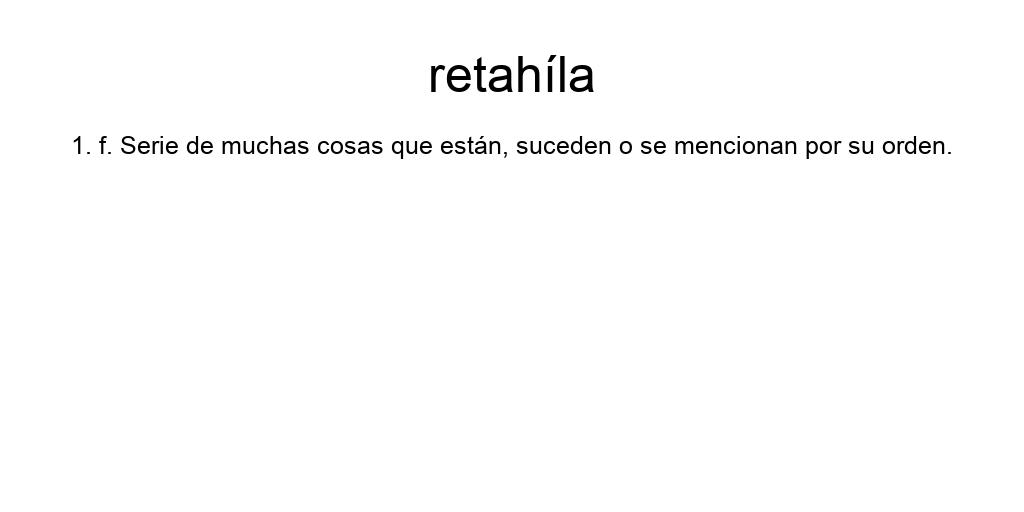 retahíla
1. f. Serie de muchas cosas que están, suceden o se mencionan por su orden.